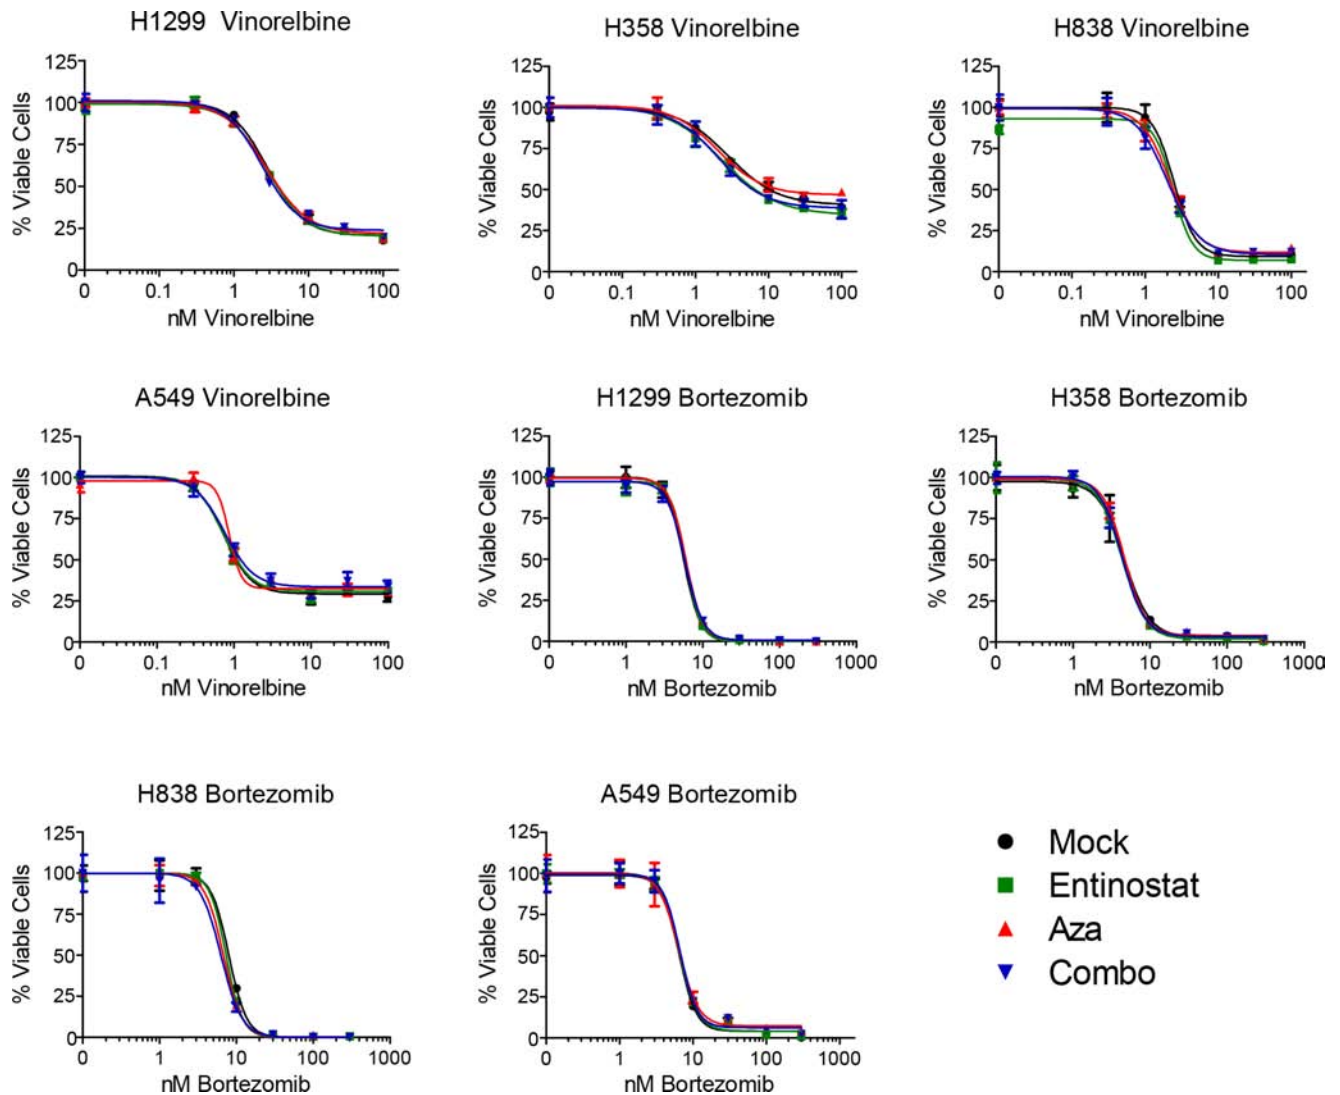 H1299 Vinorelbine
H358 Vinorelbine
H838 Vinorelbine
% Viable Cells
125
100
75
50
25
0
0 0.1 1 10 100
nM Vinorelbine
% Viable Cells
125
100
75
50
25
0
0 0.1 1 10 100
nM Vinorelbine
% Viable Cells
125
100
75
50
25
0
0 0.1 1 10 100
nM Vinorelbine
A549 Vinorelbine
H1299 Bortezomib
H358 Bortezomib
% Viable Cells
125
100
75
50
25
0
0 0.1 1 10 100
nM Vinorelbine
% Viable Cells
125
100
75
50
25
0
0 1 10 100 1000
nM Bortezomib
% Viable Cells
125
100
75
50
25
0
0 1 10 100 1000
nM Bortezomib
H838 Bortezomib
A549 Bortezomib
% Viable Cells
125
100
75
50
25
0
0 1 10 100 1000
nM Bortezomib
% Viable Cells
125
100
75
50
25
0
0 1 10 100 1000
nM Bortezomib
Mock
Entinostat
Aza
Combo